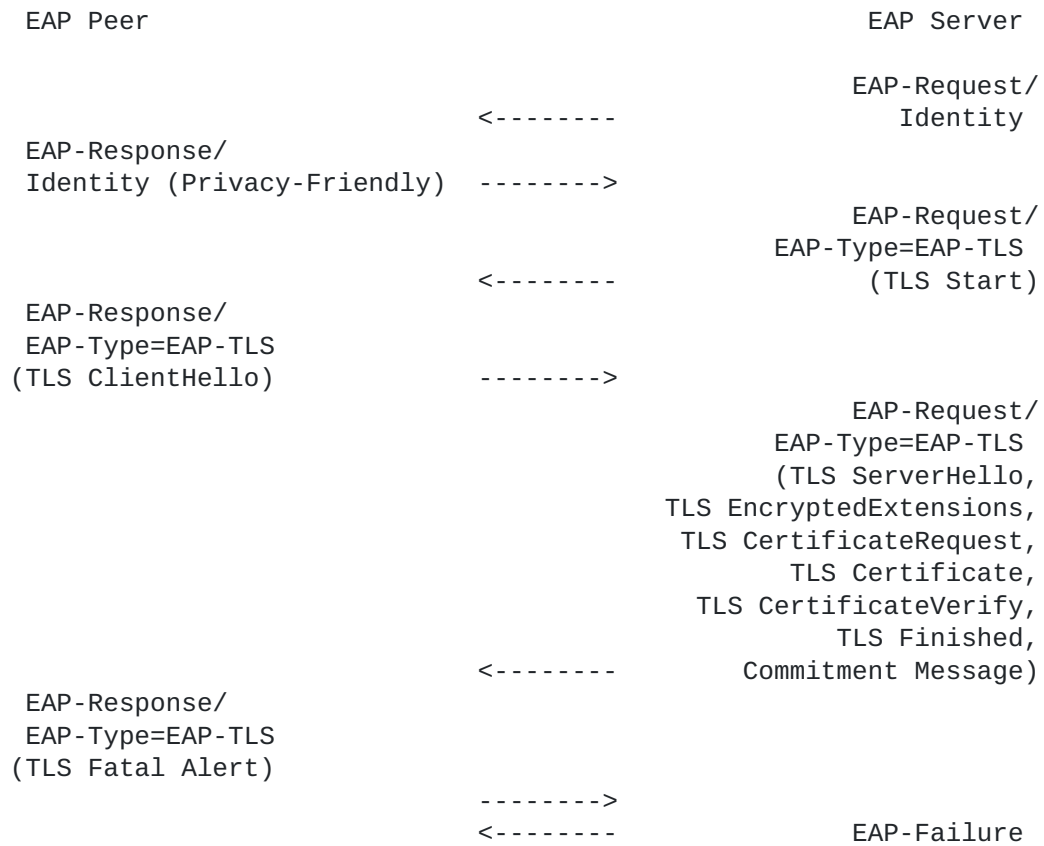 EAP Peer                                              EAP Server

                                                     EAP-Request/
                              <--------                  Identity
 EAP-Response/
 Identity (Privacy-Friendly)  -------->
                                                     EAP-Request/
                                                EAP-Type=EAP-TLS
                              <--------               (TLS Start)
 EAP-Response/
 EAP-Type=EAP-TLS
(TLS ClientHello)             -------->
                                                     EAP-Request/
                                                EAP-Type=EAP-TLS
                                                (TLS ServerHello,
                                         TLS EncryptedExtensions,
                                          TLS CertificateRequest,
                                                 TLS Certificate,
                                           TLS CertificateVerify,
                                                    TLS Finished,
                              <--------       Commitment Message)
 EAP-Response/
 EAP-Type=EAP-TLS
(TLS Fatal Alert)
                              -------->
                              <--------              EAP-Failure